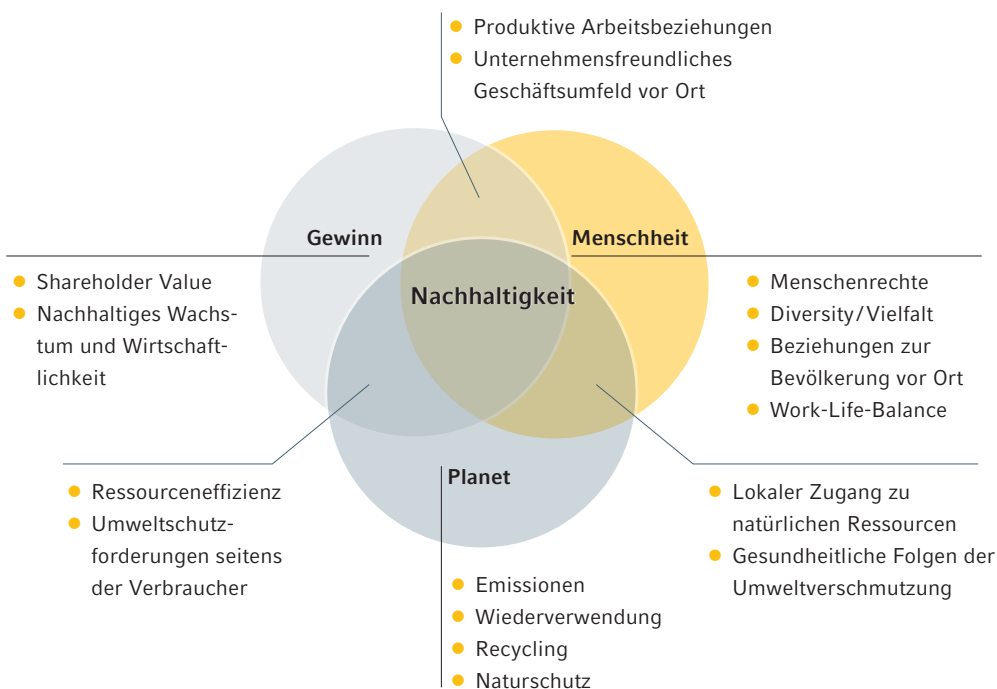 Produktive Arbeitsbeziehungen
Unternehmensfreundliches
Geschäftsumfeld vor Ort
Gewinn
Menschheit
Nachhaltigkeit
Shareholder Value
Nachhaltiges Wachs-
tum und Wirtschaft-
lichkeit
Menschenrechte
Diversity/Vielfalt
Beziehungen zur
Bevölkerung vor Ort
Work-Life-Balance
Planet
Ressourceneffizienz
Umweltschutz-
forderungen seitens
der Verbraucher
Lokaler Zugang zu
natürlichen Ressourcen
Gesundheitliche Folgen der
Umweltverschmutzung
Emissionen
Wiederverwendung
Recycling
Naturschutz